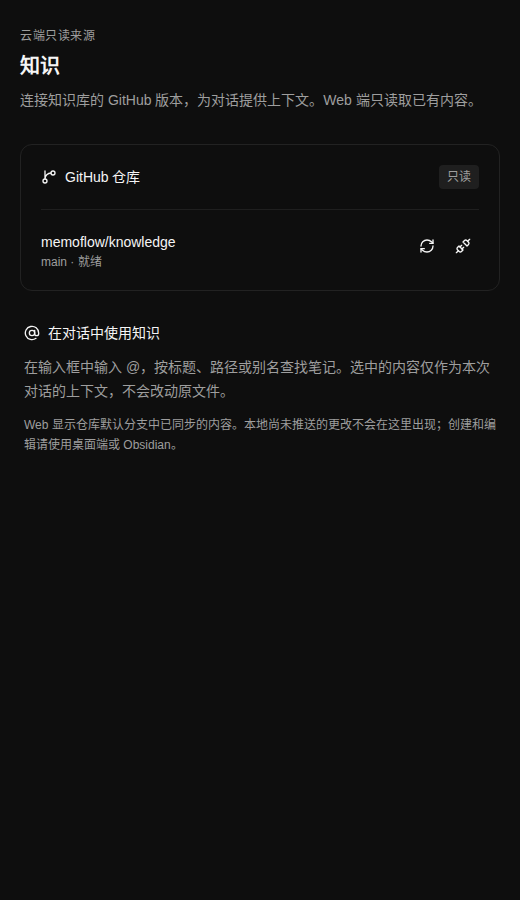 云端只读来源
知识
连接知识库的 GitHub 版本，为对话提供上下文。Web 端只读取已有内容。
GitHub 仓库
只读
memoflow/knowledge
main · 就绪
在对话中使用知识
在输入框中输入 @，按标题、路径或别名查找笔记。选中的内容仅作为本次
对话的上下文，不会改动原文件。
Web 显示仓库默认分支中已同步的内容。本地尚未推送的更改不会在这里出现；创建和编
辑请使用桌面端或 Obsidian。